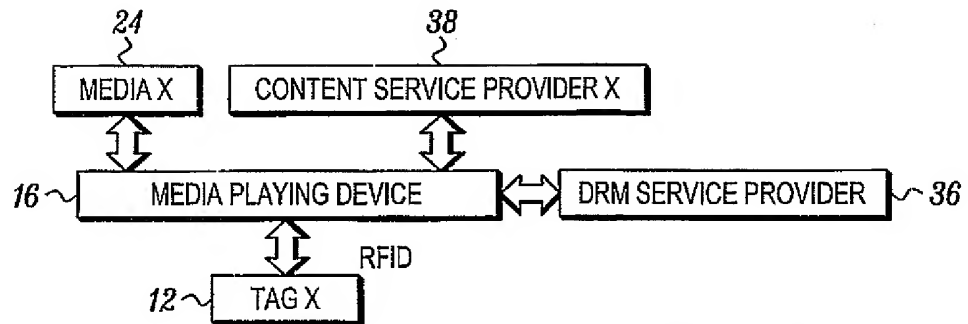 24
38
MEDIA X
CONTENT SERVICE PROVIDER X
16
MEDIA PLAYING DEVICE
DRM SERVICE PROVIDER
36
RFID
12
TAG X